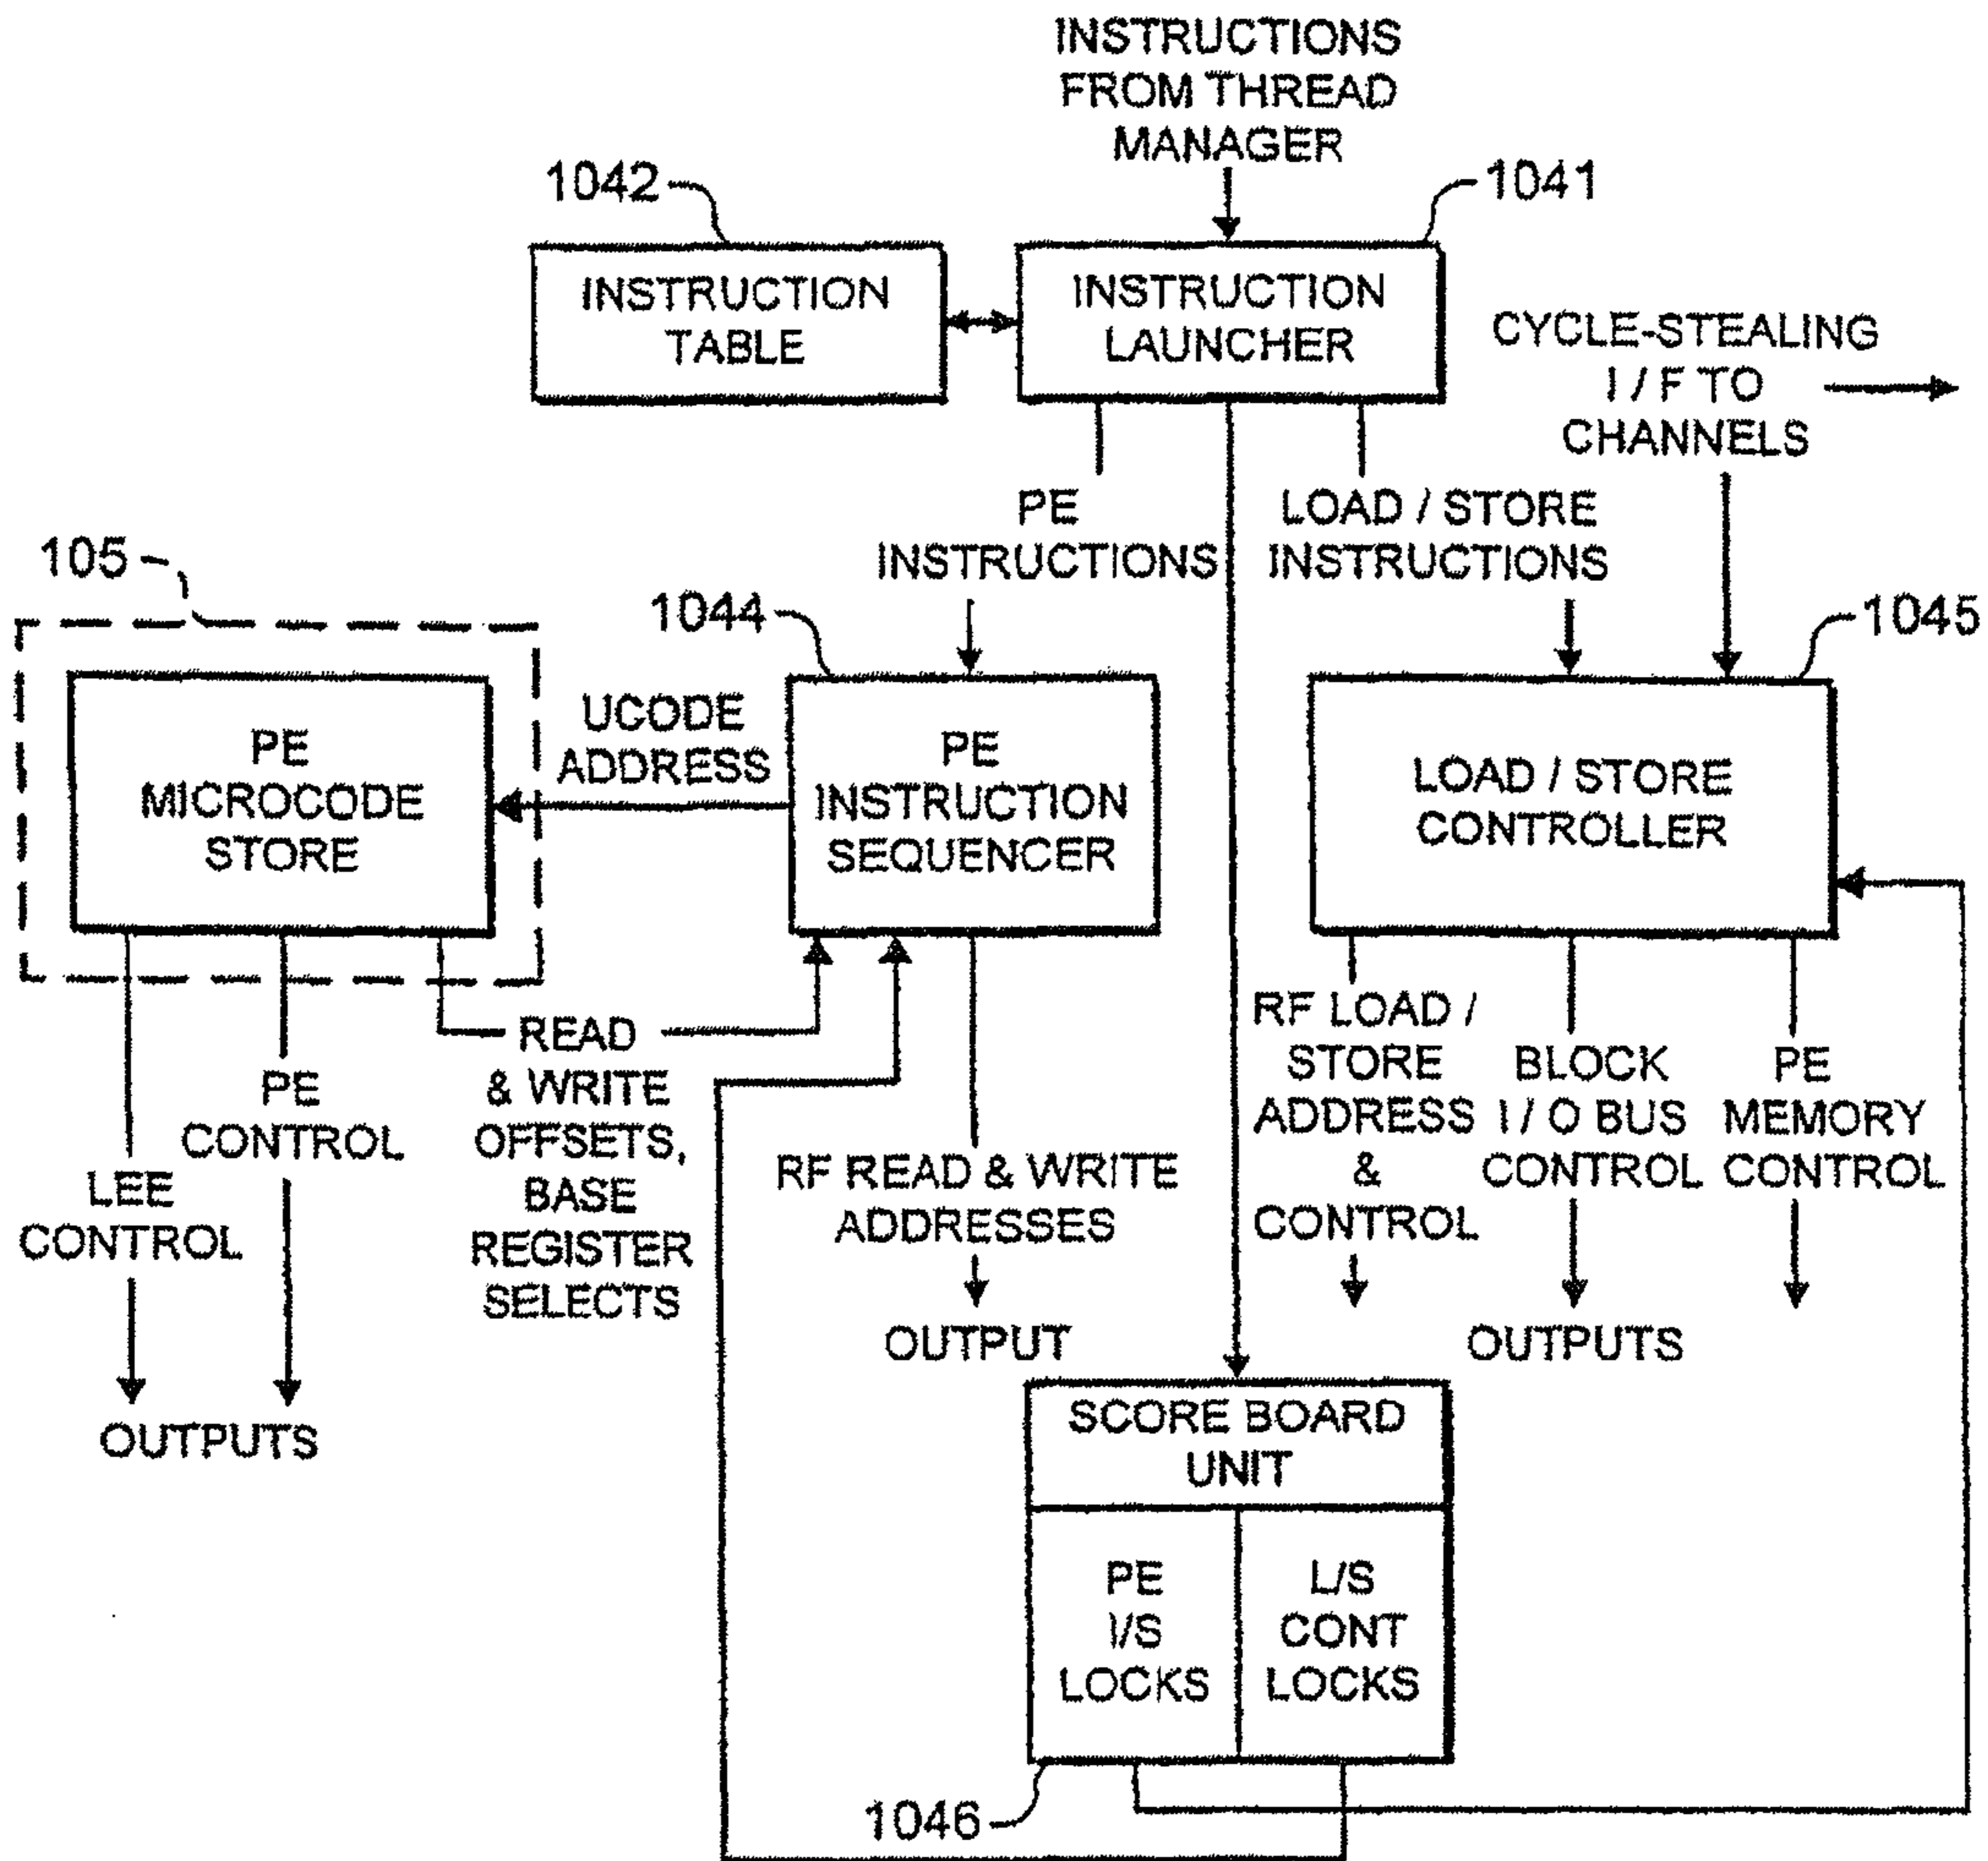 INSTRUCTIONS
FROM THREAD
MANAGER
1042
1041
INSTRUCTION
TABLE
INSTRUCTION
LAUNCHER
CYCLE-STEALING
I / F TO
CHANNELS
PE
INSTRUCTIONS
LOAD / STORE
INSTRUCTIONS
105
1044
1045
PE
MICROCODE
STORE
UCODE
ADDRESS
PE
INSTRUCTION
SEQUENCER
LOAD / STORE
CONTROLLER
LEE
CONTROL
PE
CONTROL
READ
& WRITE
OFFSETS,
BASE
REGISTER
SELECTS
RF READ & WRITE
ADDRESSES
RF LOAD /
STORE
ADDRESS
&
CONTROL
BLOCK
I / O BUS
CONTROL
PE
MEMORY
CONTROL
OUTPUTS
OUTPUT
OUTPUTS
SCORE BOARD
UNIT
PE
I/S
LOCKS
L/S
CONT
LOCKS
1046